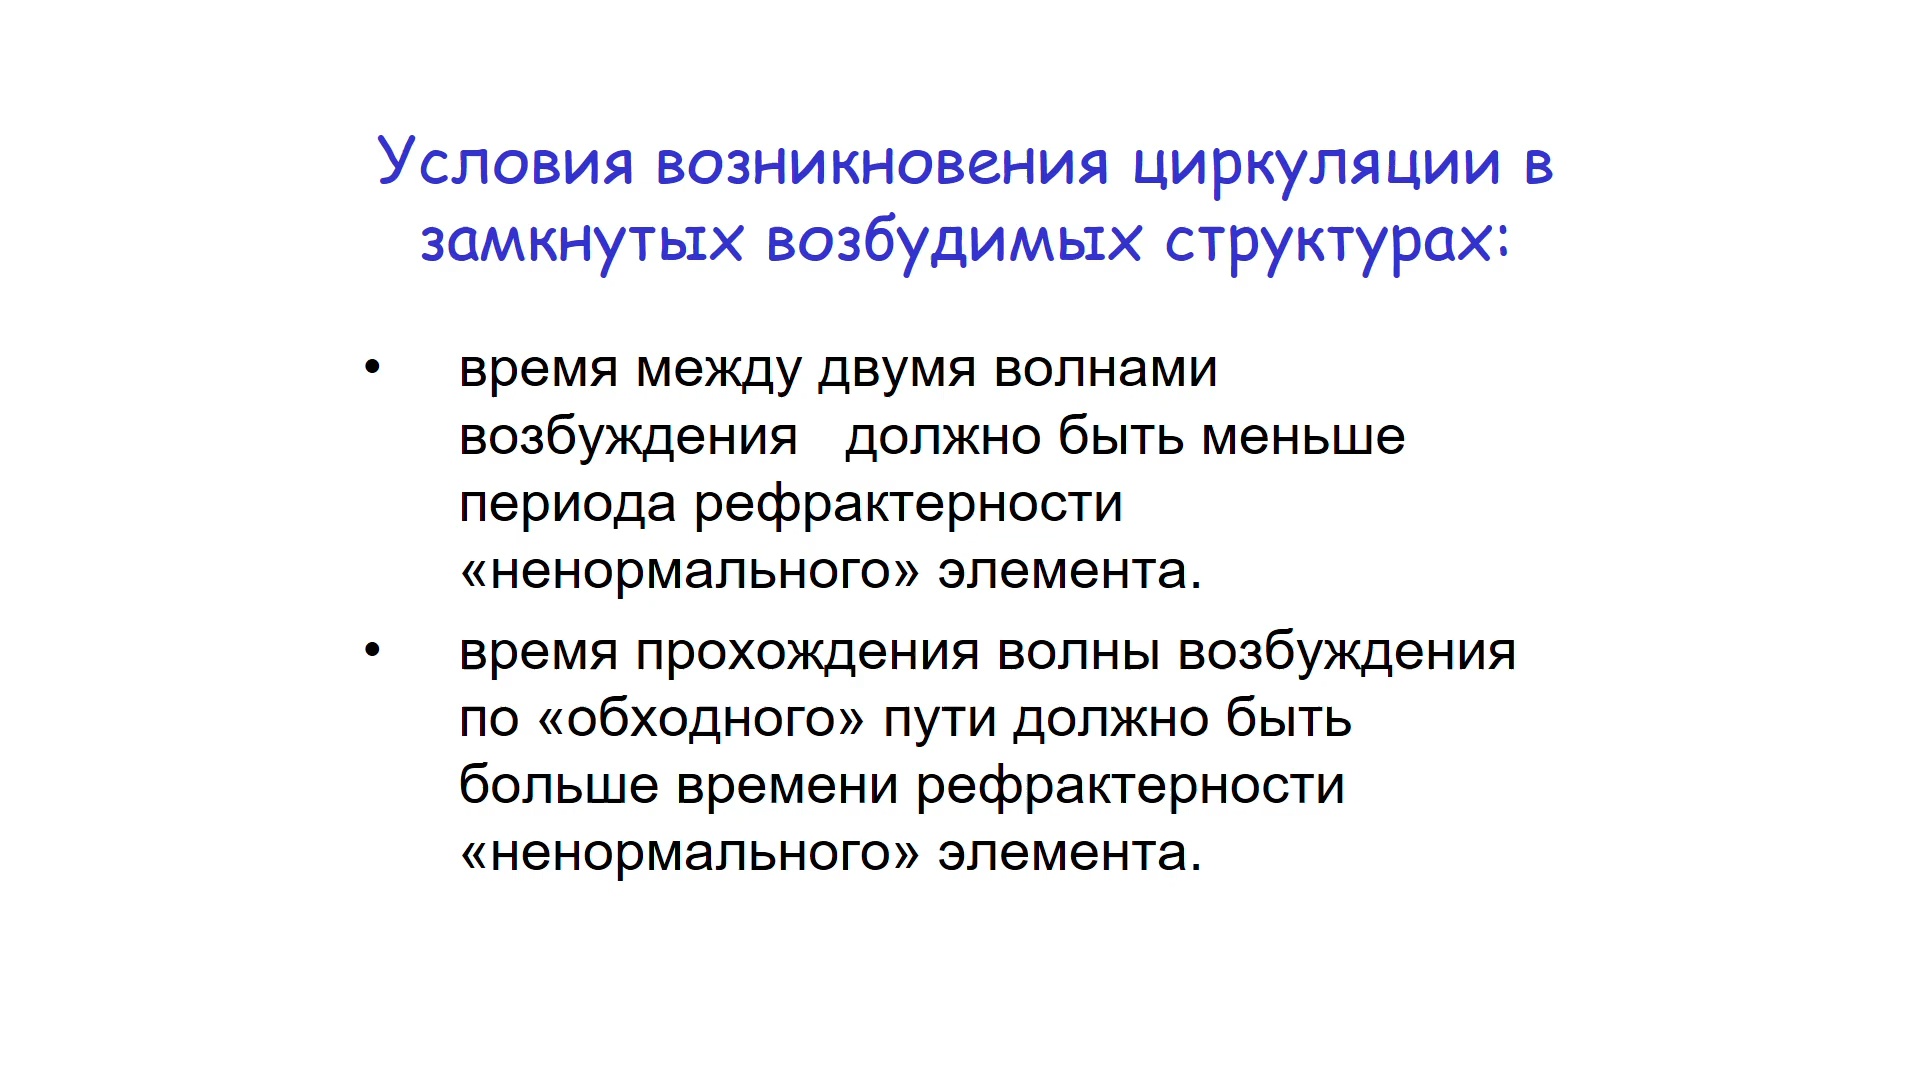 Условия возникновения циркуляции в
замкнутых возбудимых структурах:
• время между двумя волнами
возбуждения   должно быть меньше
периода рефрактерности
«ненормального» элемента.
• время прохождения волны возбуждения
по «обходного» пути должно быть
больше времени рефрактерности
«ненормального» элемента.